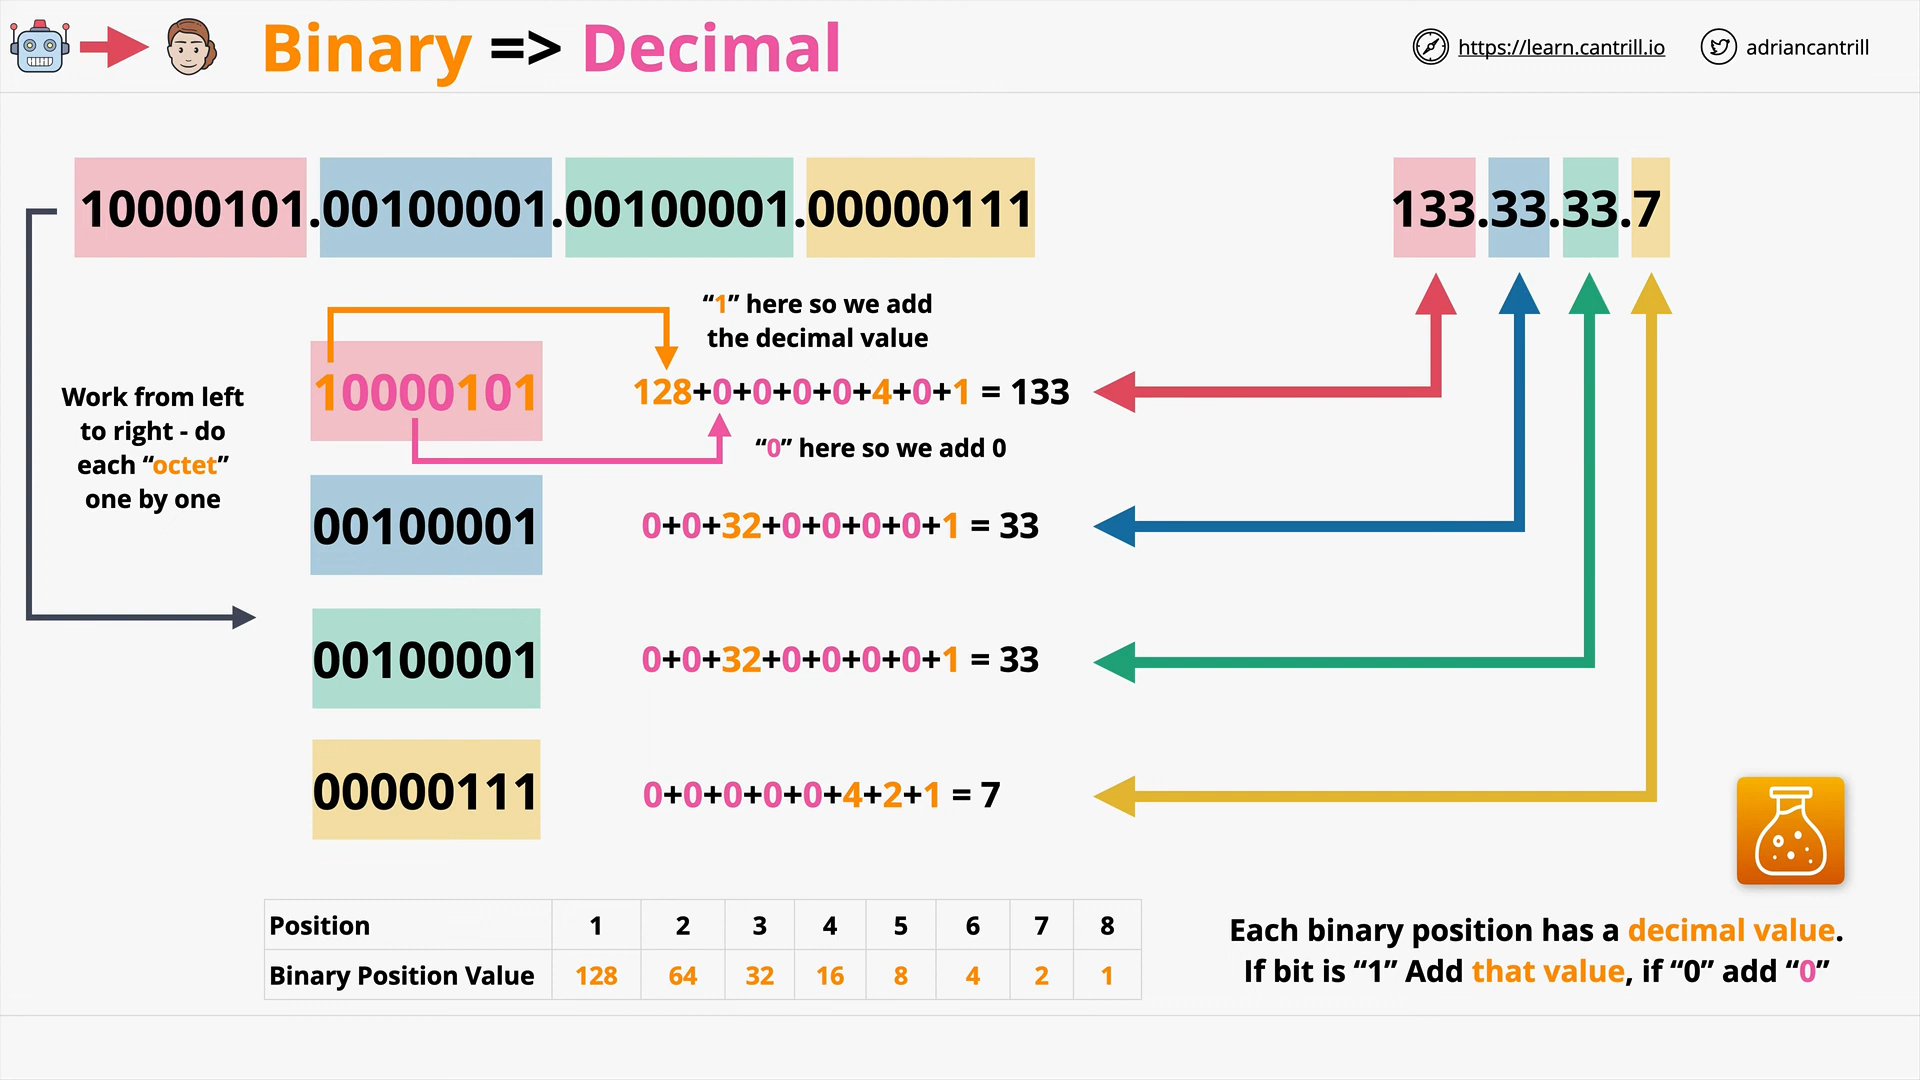 Binary => Decimal
https://learn.cantrill.io
adriancantrill
10000101.00100001.00100001.00000111
133.33.33.7
“1” here so we add
the decimal value
10000101
128+0+0+0+0+4+0+1 = 133
“0” here so we add 0
Work from left
to right - do
each “octet”
one by one
00100001
0+0+32+0+0+0+0+1 = 33
00100001
0+0+32+0+0+0+0+1 = 33
00000111
0+0+0+0+0+4+2+1 = 7
Position 1 2 3 4 5 6 7 8
Binary Position Value 128 64 32 16 8 4 2 1
Each binary position has a decimal value.
If bit is “1” Add that value, if “0” add “0”